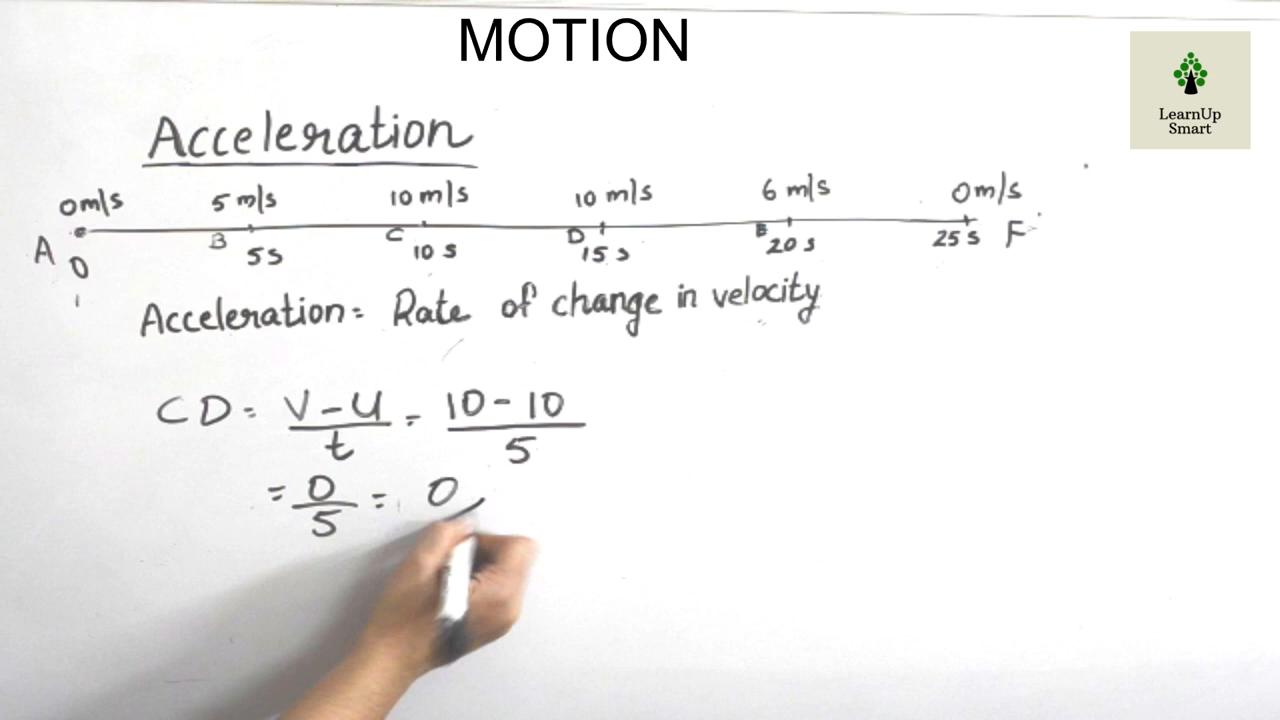 MOTION
LearnUp
Smart
Acceleration
0m/s 5 m/s 10 m/s 10 m/s 6 m/s 0m/s
A B C D E F
0 5s 10 s 15 s 20 s 25 s
Acceleration = Rate of change in velocity
CD = V-U/t = 10-10/5
= 0/5 = 0